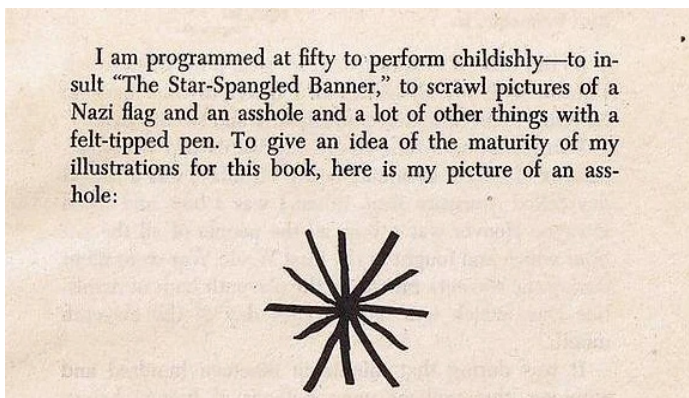 I am programmed at fifty to perform childishly—to in-
sult “The Star-Spangled Banner,” to scrawl pictures of a
Nazi flag and an asshole and a lot of other things with a
felt-tipped pen. To give an idea of the maturity of my
illustrations for this book, here is my picture of an ass-
hole: